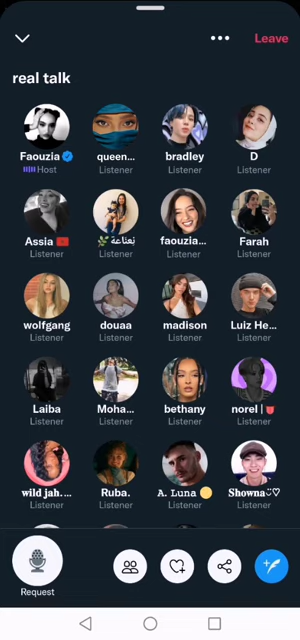 Leave
real talk
Faouzia queen... bradley D
Host Listener Listener Listener
Assia 🇲🇦 🌿 نِعناعة faouzia... Farah
Listener Listener Listener Listener
wolfgang douaa madison Luiz He...
Listener Listener Listener Listener
Laiba Moha... bethany norel |
Listener Listener Listener Listener
wild jah.... Ruba. A. Luna Showna
Listener Listener Listener Listener
Request